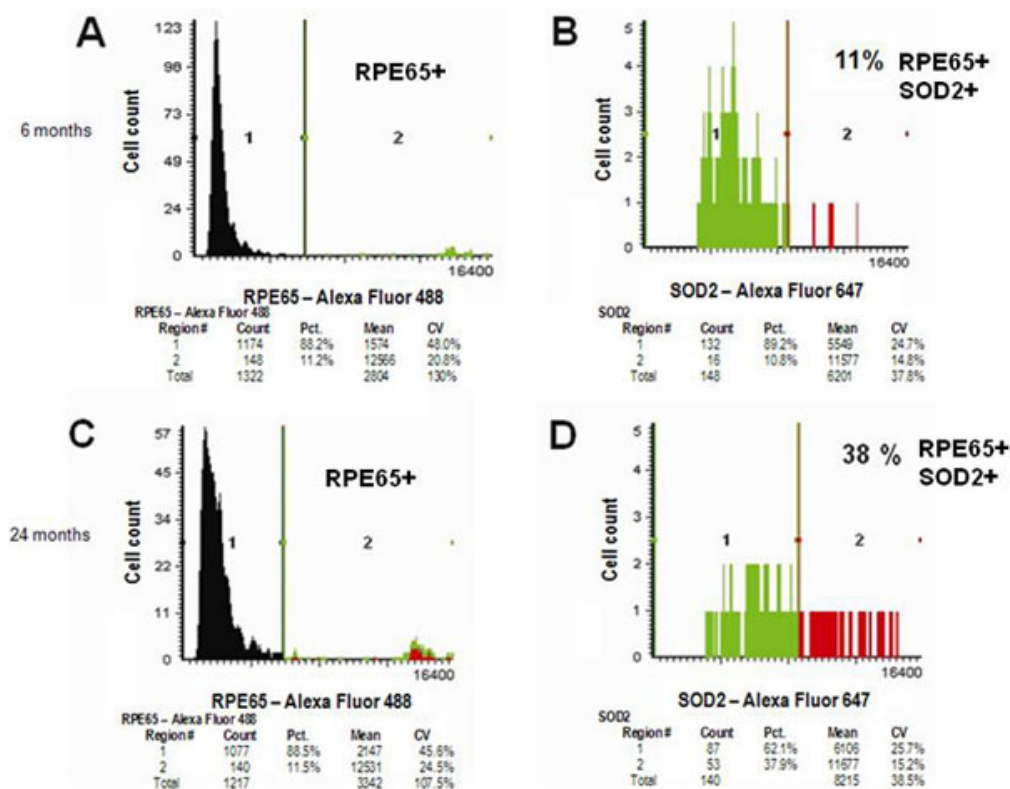 A
6 months
Cell count
123
98
73
49
24
0
1
2
RPE65+
16400
RPE65 – Alexa Fluor 488
RPE65 – Alexa Fluor 488
Region # Count Pct. Mean CV
1 1174 88.2% 1574 48.0%
2 148 11.2% 12566 20.8%
Total 1322 2804 130%
B
Cell count
5
4
3
2
1
0
1
2
11% RPE65+
SOD2+
16400
SOD2 – Alexa Fluor 647
SOD2
Region # Count Pct. Mean CV
1 132 89.2% 5549 24.7%
2 16 10.8% 11577 14.8%
Total 148 6201 37.8%
C
24 months
Cell count
57
45
34
22
11
0
1
2
RPE65+
16400
RPE65 – Alexa Fluor 488
RPE65 – Alexa Fluor 488
Region # Count Pct. Mean CV
1 1077 88.5% 2147 45.6%
2 140 11.5% 12531 24.5%
Total 1217 3342 107.5%
D
Cell count
5
4
3
2
1
0
1
2
38 % RPE65+
SOD2+
16400
SOD2 – Alexa Fluor 647
SOD2
Region # Count Pct. Mean CV
1 87 62.1% 6106 25.7%
2 53 37.9% 11677 15.2%
Total 140 8215 38.5%